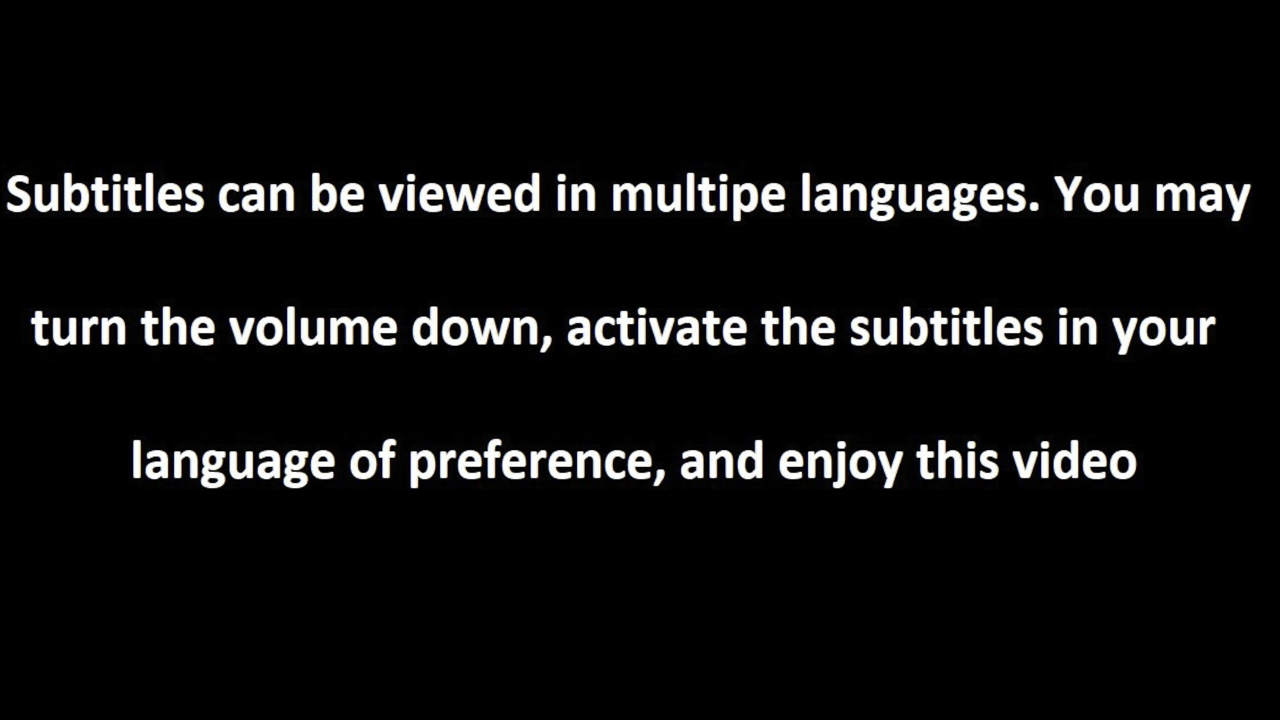 Subtitles can be viewed in multipe languages. You may
turn the volume down, activate the subtitles in your
language of preference, and enjoy this video